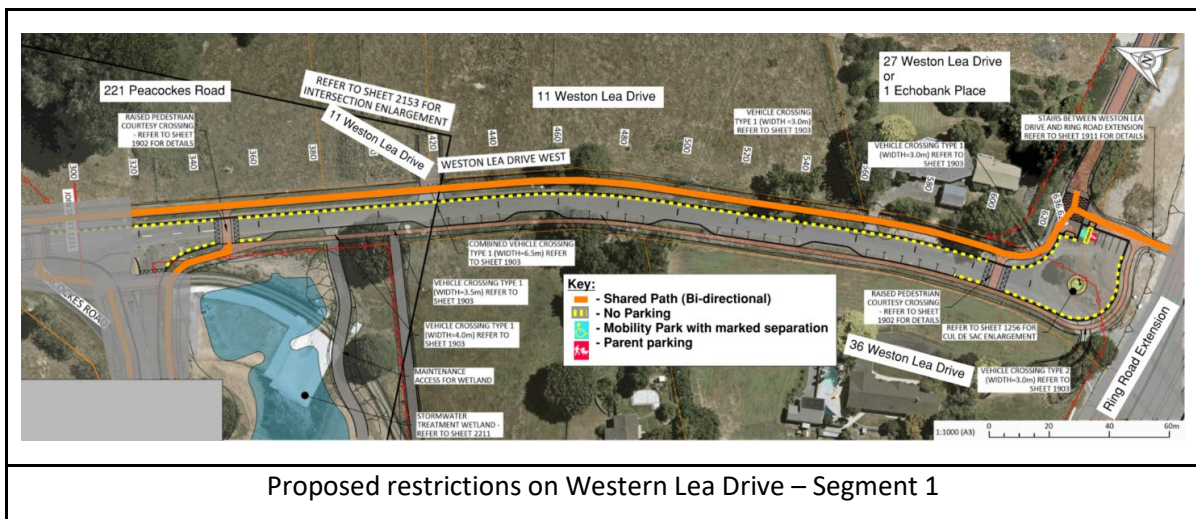 221 Peacockes Road
RAISED PEDESTRIAN
COURTESY CROSSING
- REFER TO SHEET
1902 FOR DETAILS
REFER TO SHEET 2153 FOR
INTERSECTION ENLARGEMENT
11 Weston Lea Drive
WESTON LEA DRIVE WEST
11 Weston Lea Drive
VEHICLE CROSSING
TYPE 1 (WIDTH =3.0m)
REFER TO SHEET 1903
27 Weston Lea Drive
or
1 Echobank Place
VEHICLE CROSSING TYPE 1
(WIDTH=3.0m) REFER TO
SHEET 1903
STAIRS BETWEEN WESTON LEA
DRIVE AND RING ROAD EXTENSION
REFER TO SHEET 1911 FOR DETAILS
N
300
320
340
360
380
420
440
460
480
500
520
540
560
580
600
620
COMBINED VEHICLE CROSSING
TYPE 1 (WIDTH=6.5m) REFER
TO SHEET 1903
VEHICLE CROSSING TYPE 1
(WIDTH=3.5m) REFER TO
SHEET 1903
VEHICLE CROSSING TYPE 1
(WIDTH=4.0m) REFER TO
SHEET 1903
MAINTENANCE
ACCESS FOR WETLAND
STORMWATER
TREATMENT WETLAND -
REFER TO SHEET 2211
Key:
- Shared Path (Bi-directional)
- No Parking
- Mobility Park with marked separation
- Parent parking
RAISED PEDESTRIAN
COURTESY CROSSING
- REFER TO SHEET
1902 FOR DETAILS
REFER TO SHEET 1256 FOR
CUL DE SAC ENLARGEMENT
36 Weston Lea Drive
VEHICLE CROSSING TYPE 2
(WIDTH=3.0m) REFER TO
SHEET 1903
Ring Road Extension
1:1000 (A3)
0 20 40 60m
Proposed restrictions on Western Lea Drive – Segment 1